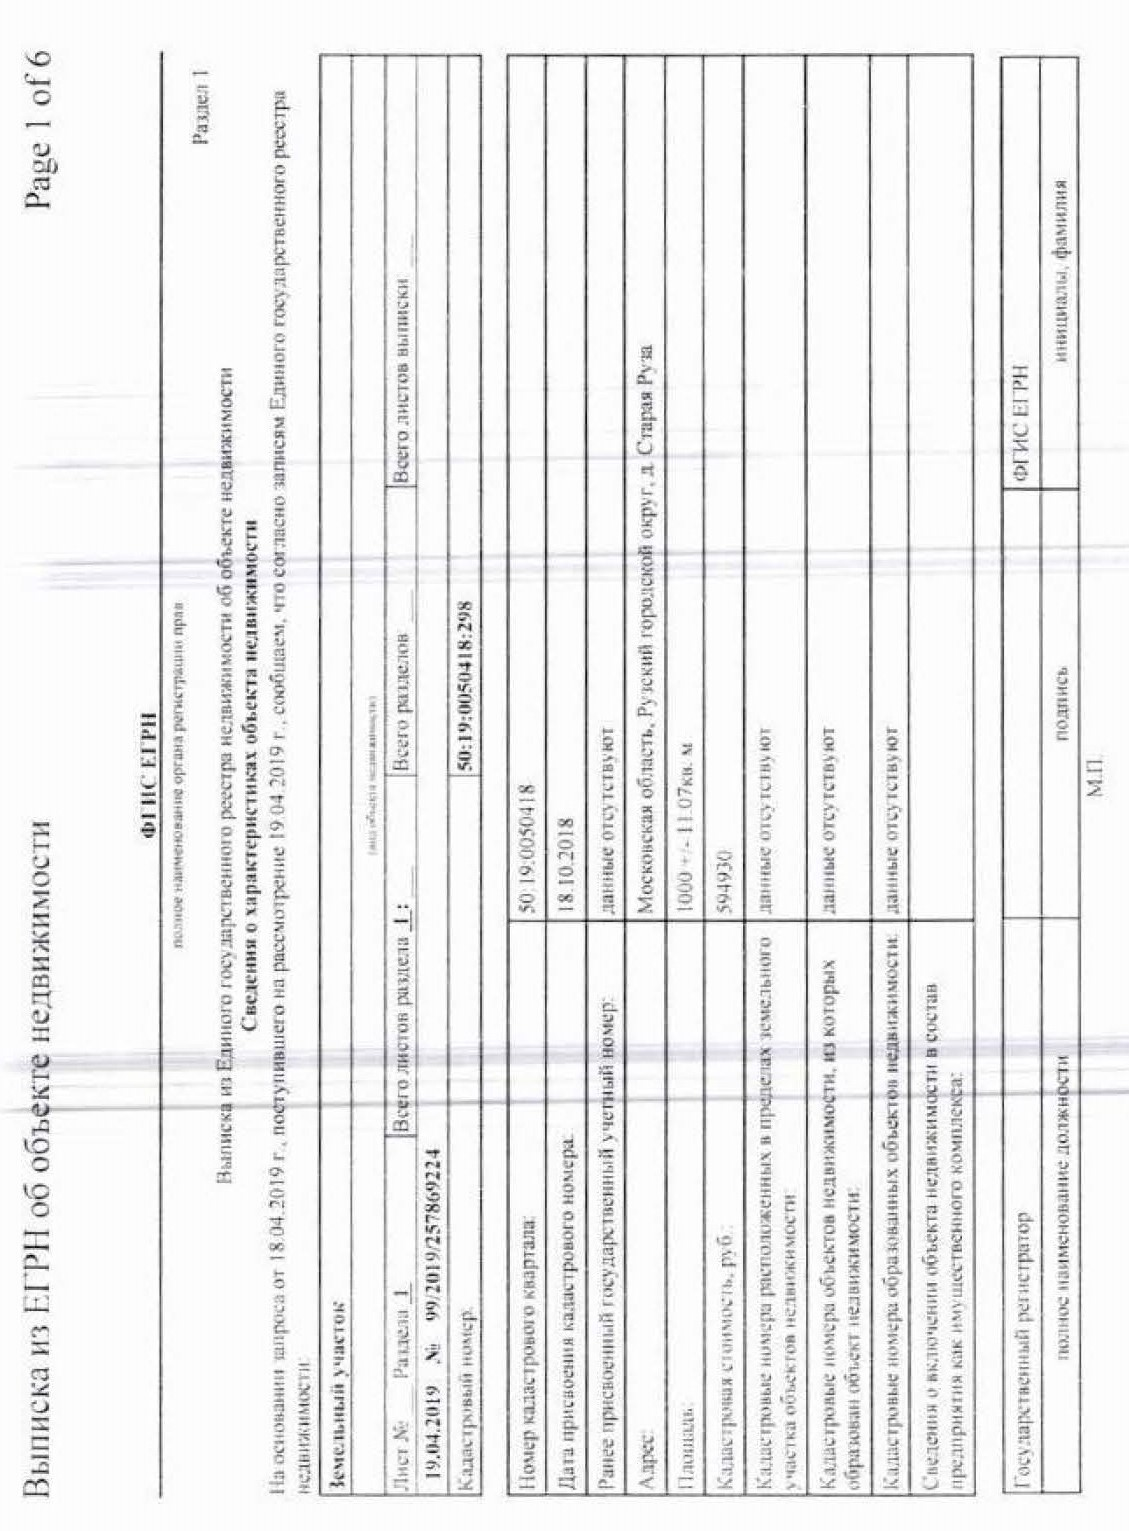 Выписка из ЕГРН об объекте недвижимости Page 1 of 6
ФГИС ЕГРН
полное наименование органа регистрации прав
Раздел 1
Выписка из Единого государственного реестра недвижимости об объекте недвижимости
Сведения о характеристиках объекта недвижимости
На основании запроса от 18.04.2019 г., поступившего на рассмотрение 19.04.2019 г., сообщаем, что согласно записям Единого государственного реестра
недвижимости:
Земельный участок
(вид объекта недвижимости)
Лист № ___ Раздела 1 Всего листов раздела 1 : ___ Всего разделов: ___ Всего листов выписки ___
19.04.2019 № 99/2019/257869224
Кадастровый номер: 50:19:0050418:298
Номер кадастрового квартала: 50:19:0050418
Дата присвоения кадастрового номера: 18.10.2018
Ранее присвоенный государственный учетный номер: данные отсутствуют
Адрес: Московская область, Рузский городской округ, д. Старая Руза
Площадь: 1000 +/- 11.07кв. м
Кадастровая стоимость, руб.: 594930
Кадастровые номера расположенных в пределах земельного данные отсутствуют
участка объектов недвижимости:
Кадастровые номера объектов недвижимости, из которых данные отсутствуют
образован объект недвижимости:
Кадастровые номера образованных объектов недвижимости: данные отсутствуют
Сведения о включении объекта недвижимости в состав
предприятия как имущественного комплекса:
Государственный регистратор ФГИС ЕГРН
полное наименование должности подпись инициалы, фамилия
М.П.